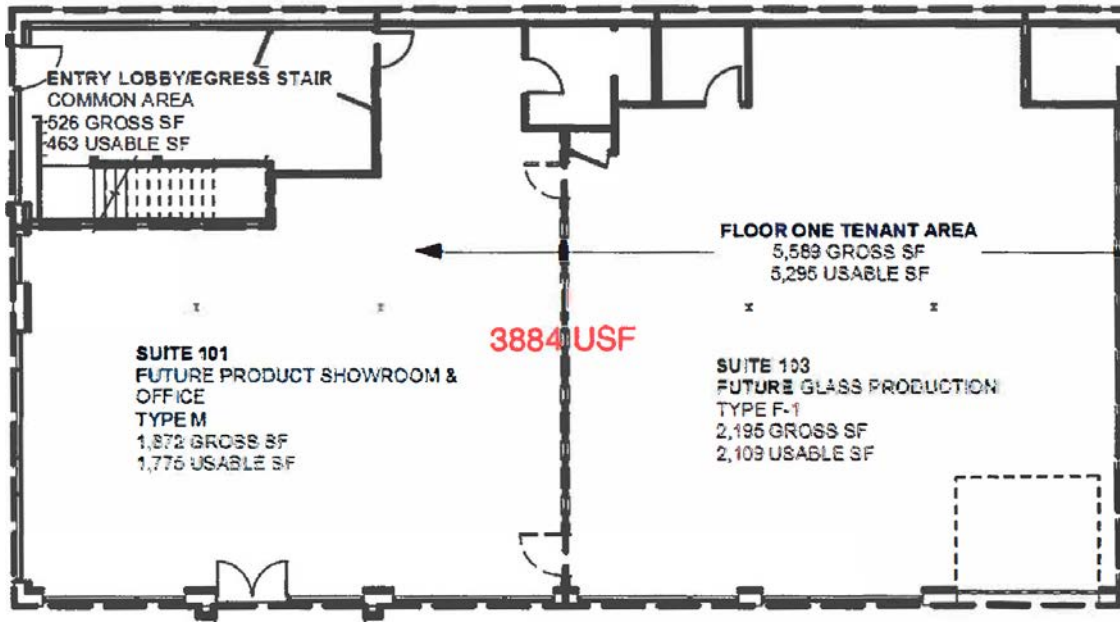 ENTRY LOBBY/EGRESS STAIR
COMMON AREA
526 GROSS SF
463 USABLE SF
FLOOR ONE TENANT AREA
5,589 GROSS SF
5,295 USABLE SF
3884 USF
SUITE 101
FUTURE PRODUCT SHOWROOM &
OFFICE
TYPE M
1,872 GROSS SF
1,775 USABLE SF
SUITE 103
FUTURE GLASS PRODUCTION
TYPE F-1
2,195 GROSS SF
2,109 USABLE SF